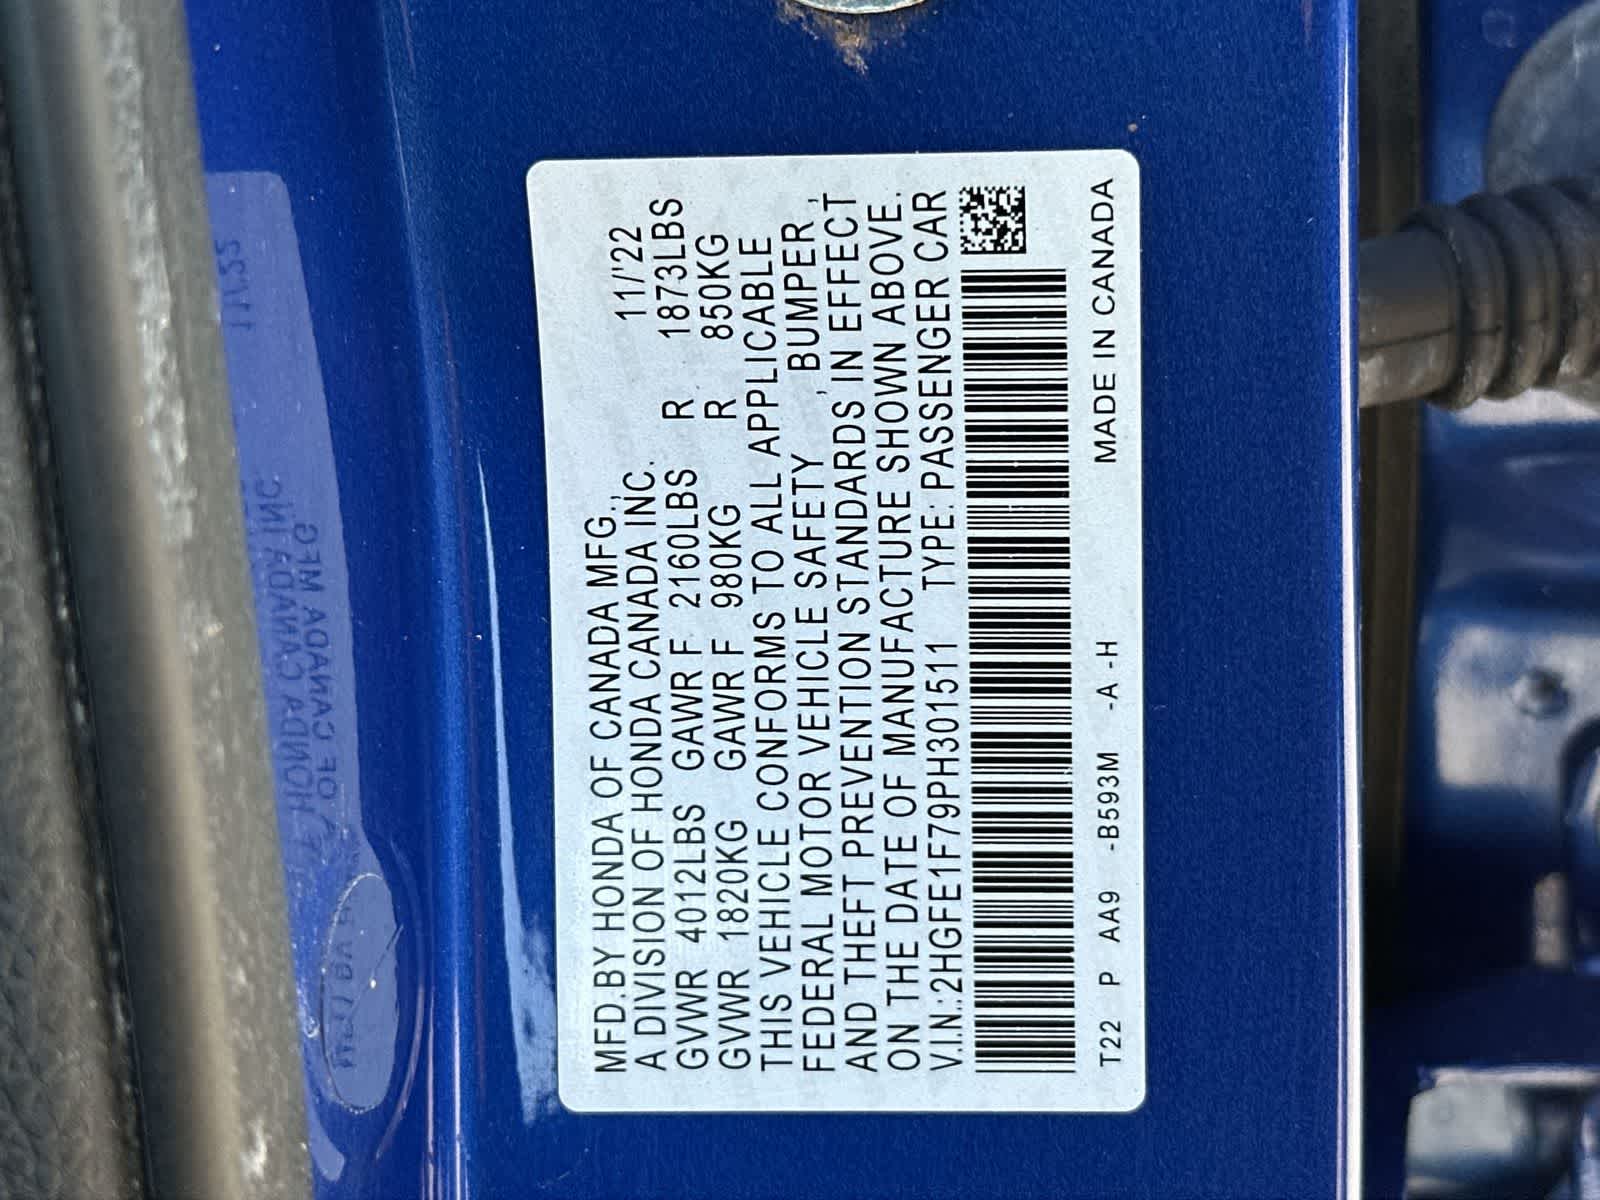 MFD.BY HONDA OF CANADA MFG., 11/'22
A DIVISION OF HONDA CANADA INC.
GVWR 4012LBS GAWR F 2160LBS R 1873LBS
GVWR 1820KG GAWR F 980KG R 850KG
THIS VEHICLE CONFORMS TO ALL APPLICABLE
FEDERAL MOTOR VEHICLE SAFETY , BUMPER ,
AND THEFT PREVENTION STANDARDS IN EFFECT
ON THE DATE OF MANUFACTURE SHOWN ABOVE.
V.I.N.:2HGFE1F79PH301511 TYPE: PASSENGER CAR
T22 P AA9 -B593M -A -H MADE IN CANADA